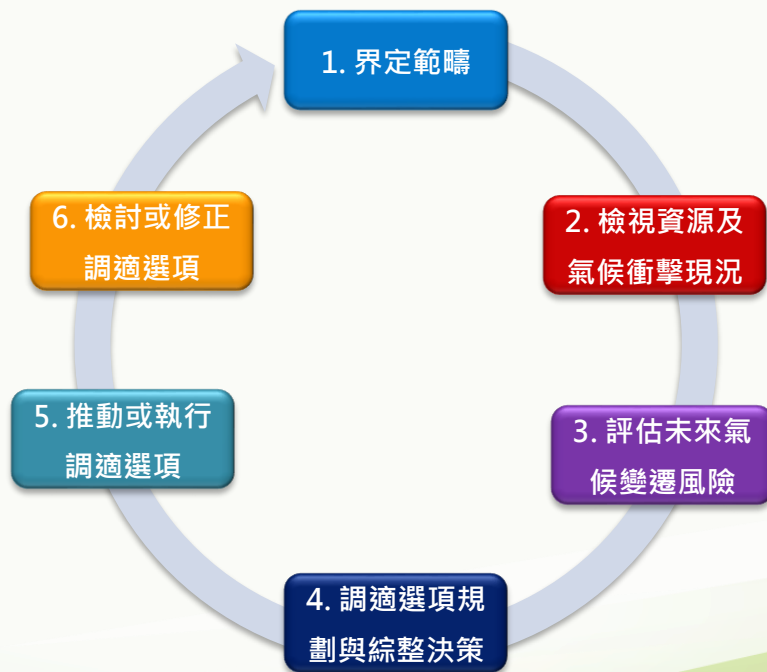 1. 界定範疇
2. 檢視資源及
氣候衝擊現況
3. 評估未來氣
候變遷風險
4. 調適選項規
劃與綜整決策
5. 推動或執行
調適選項
6. 檢討或修正
調適選項